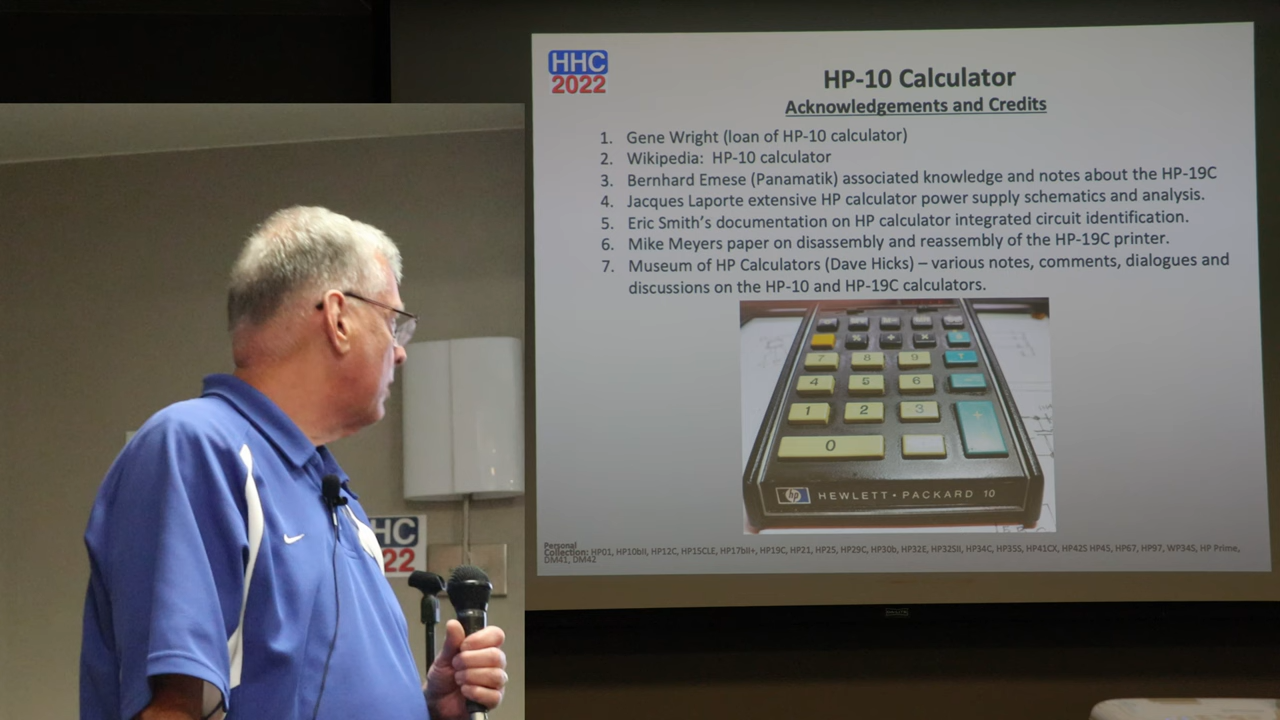 HHC
2022
HP-10 Calculator
Acknowledgements and Credits
1. Gene Wright (loan of HP-10 calculator)
2. Wikipedia: HP-10 calculator
3. Bernhard Emese (Panamatik) associated knowledge and notes about the HP-19C
4. Jacques Laporte extensive HP calculator power supply schematics and analysis.
5. Eric Smith's documentation on HP calculator integrated circuit identification.
6. Mike Meyers paper on disassembly and reassembly of the HP-19C printer.
7. Museum of HP Calculators (Dave Hicks) – various notes, comments, dialogues and
discussions on the HP-10 and HP-19C calculators.
% ÷ ×
7 8 9
4 5 6
1 2 3 +
0
hp HEWLETT • PACKARD 10
Personal
Collection: HP01, HP10bII, HP12C, HP15CLE, HP17bII+, HP19C, HP21, HP25, HP29C, HP30b, HP32E, HP32SII, HP34C, HP35S, HP41CX, HP42S HP45, HP67, HP97, WP34S, HP Prime,
DM41, DM42
HC
22